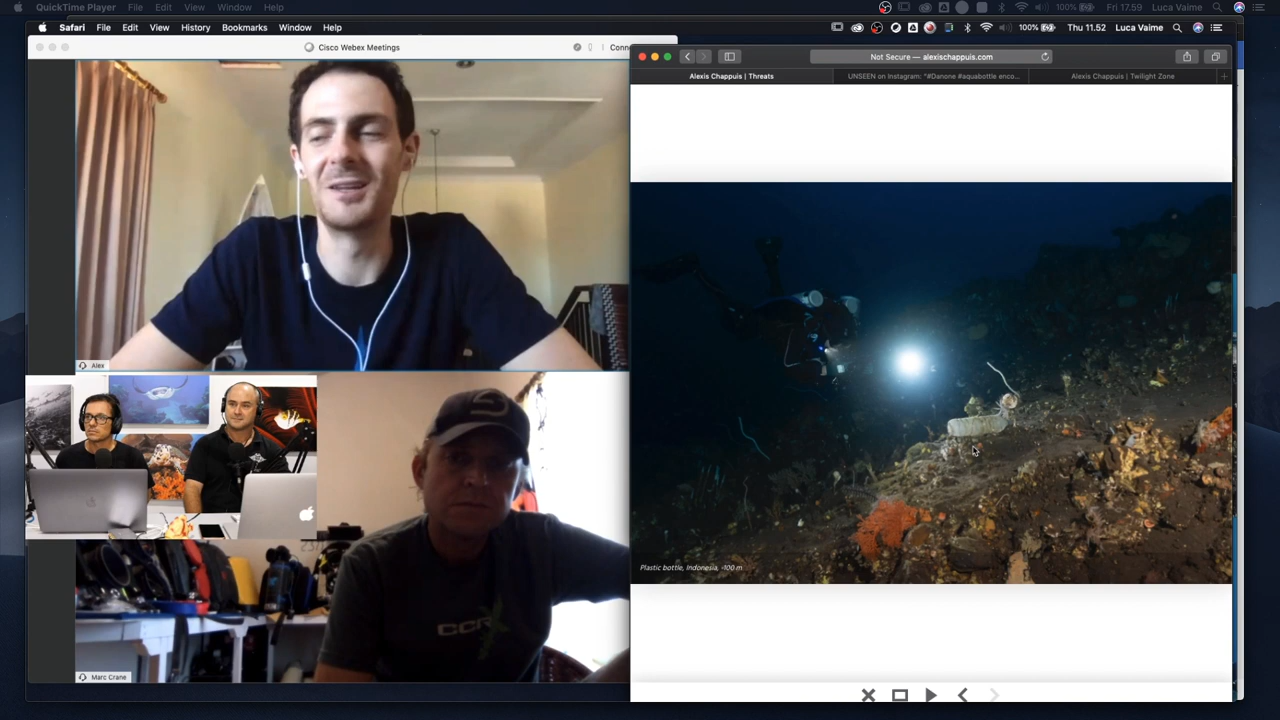 QuickTime Player File Edit View Window Help
100% Fri 17.59 Luca Vaime
Safari File Edit View History Bookmarks Window Help
100% Thu 11.52 Luca Vaime
Cisco Webex Meetings
Conne
Not Secure — alexischappuis.com
Alexis Chappuis | Threats
UNSEEN on Instagram: "#Danone #aquabottle enco...
Alexis Chappuis | Twilight Zone
Alex
Plastic bottle, Indonesia, -100 m
CCR
Marc Crane